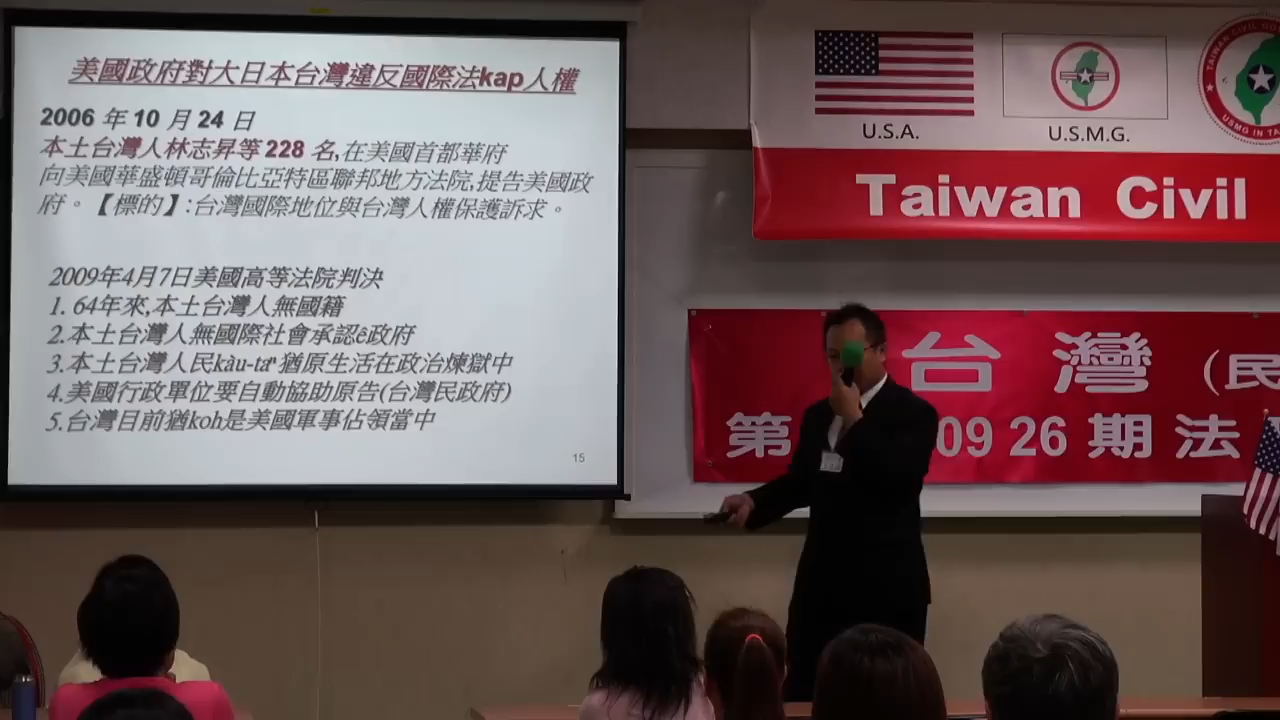 美國政府對大日本台灣違反國際法kap人權
2006 年 10 月 24 日
本土台灣人林志昇等 228 名,在美國首都華府
向美國華盛頓哥倫比亞特區聯邦地方法院,提告美國政
府。【標的】:台灣國際地位與台灣人權保護訴求。
2009年4月7日美國高等法院判決
1. 64年來,本土台灣人無國籍
2.本土台灣人無國際社會承認ê政府
3.本土台灣人民kàu-taⁿ猶原生活在政治煉獄中
4.美國行政單位要自動協助原告(台灣民政府)
5.台灣目前猶koh是美國軍事佔領當中
15
U.S.A.
U.S.M.G.
TAIWAN CIVIL
USMG IN
Taiwan Civil
台灣(民
第 09 26 期 法